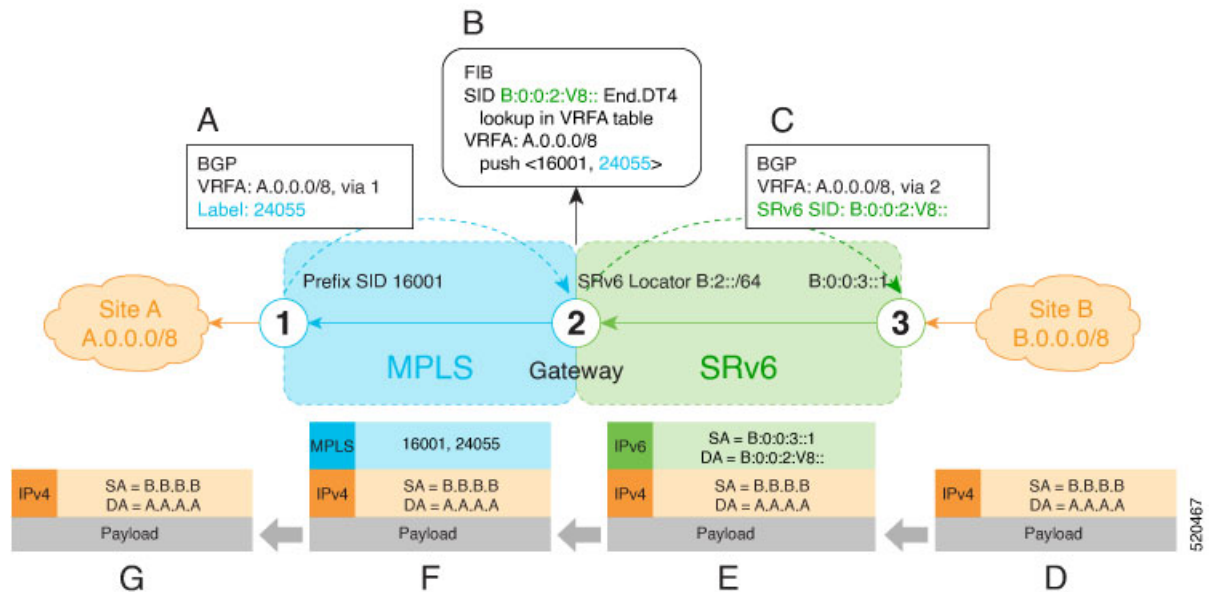 B
FIB
SID B:0:0:2:V8:: End.DT4
lookup in VRFA table
VRFA: A.0.0.0/8
push <16001, 24055>
A
BGP
VRFA: A.0.0.0/8, via 1
Label: 24055
C
BGP
VRFA: A.0.0.0/8, via 2
SRv6 SID: B:0:0:2:V8::
Prefix SID 16001
SRv6 Locator B:2::/64
B:0:0:3::1
Site A
A.0.0.0/8
1
2
3
Site B
B.0.0.0/8
MPLS
Gateway
SRv6
MPLS
16001, 24055
IPv6
SA = B:0:0:3::1
DA = B:0:0:2:V8::
IPv4
SA = B.B.B.B
DA = A.A.A.A
Payload
IPv4
SA = B.B.B.B
DA = A.A.A.A
Payload
IPv4
SA = B.B.B.B
DA = A.A.A.A
Payload
IPv4
SA = B.B.B.B
DA = A.A.A.A
Payload
G
F
E
D
520467